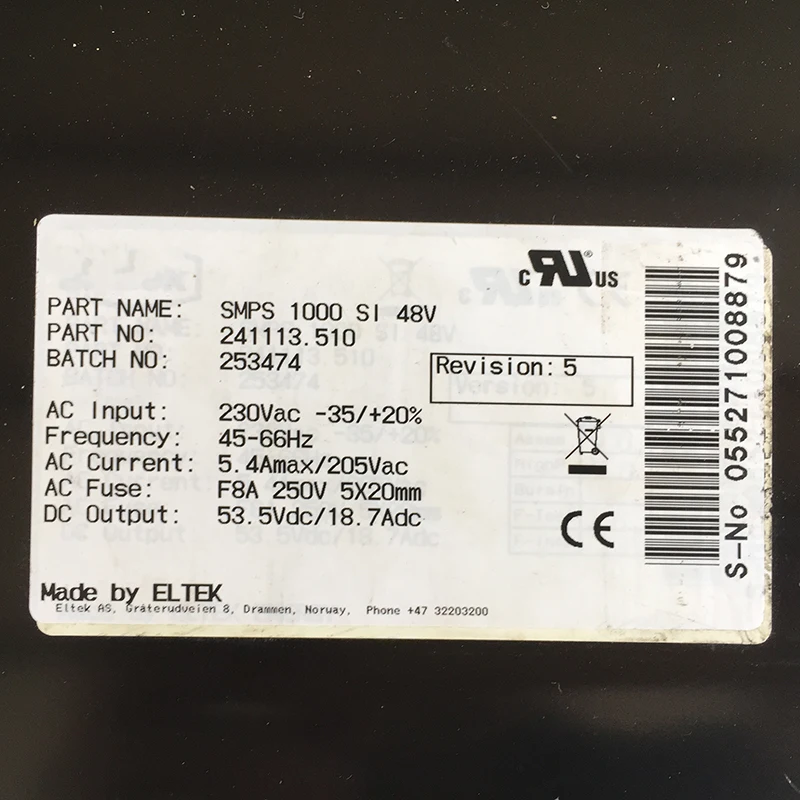 c RU ® US
PART NAME: SMPS 1000 SI 48V
PART NO: 241113.510
BATCH NO: 253474
Revision: 5
AC Input: 230Vac -35/+20%
Frequency: 45-66Hz
AC Current: 5.4Amax/205Vac
AC Fuse: F8A 250V 5X20mm
DC Output: 53.5Vdc/18.7Adc
CE
Made by ELTEK
Eltek AS, Gråterudveien 8, Drammen, Norway, Phone +47 32203200
S-No 055271008879